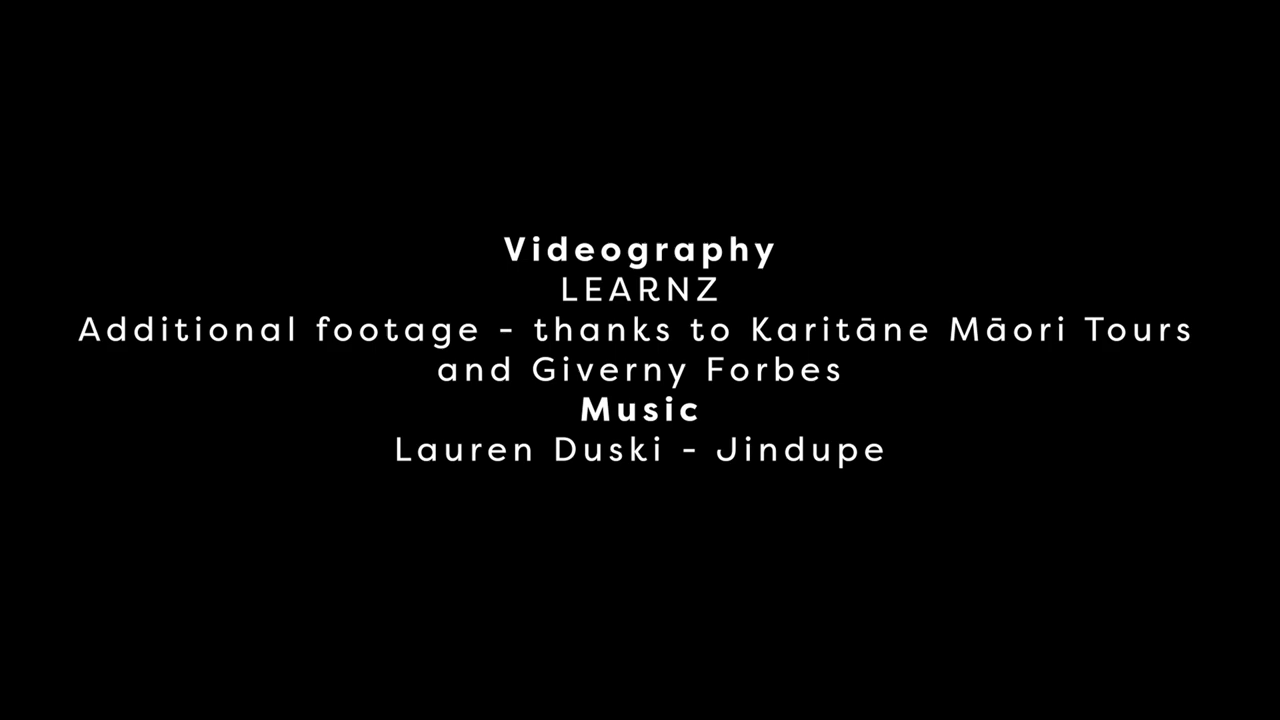 Videography
LEARNZ
Additional footage - thanks to Karitāne Māori Tours
and Giverny Forbes
Music
Lauren Duski - Jindupe